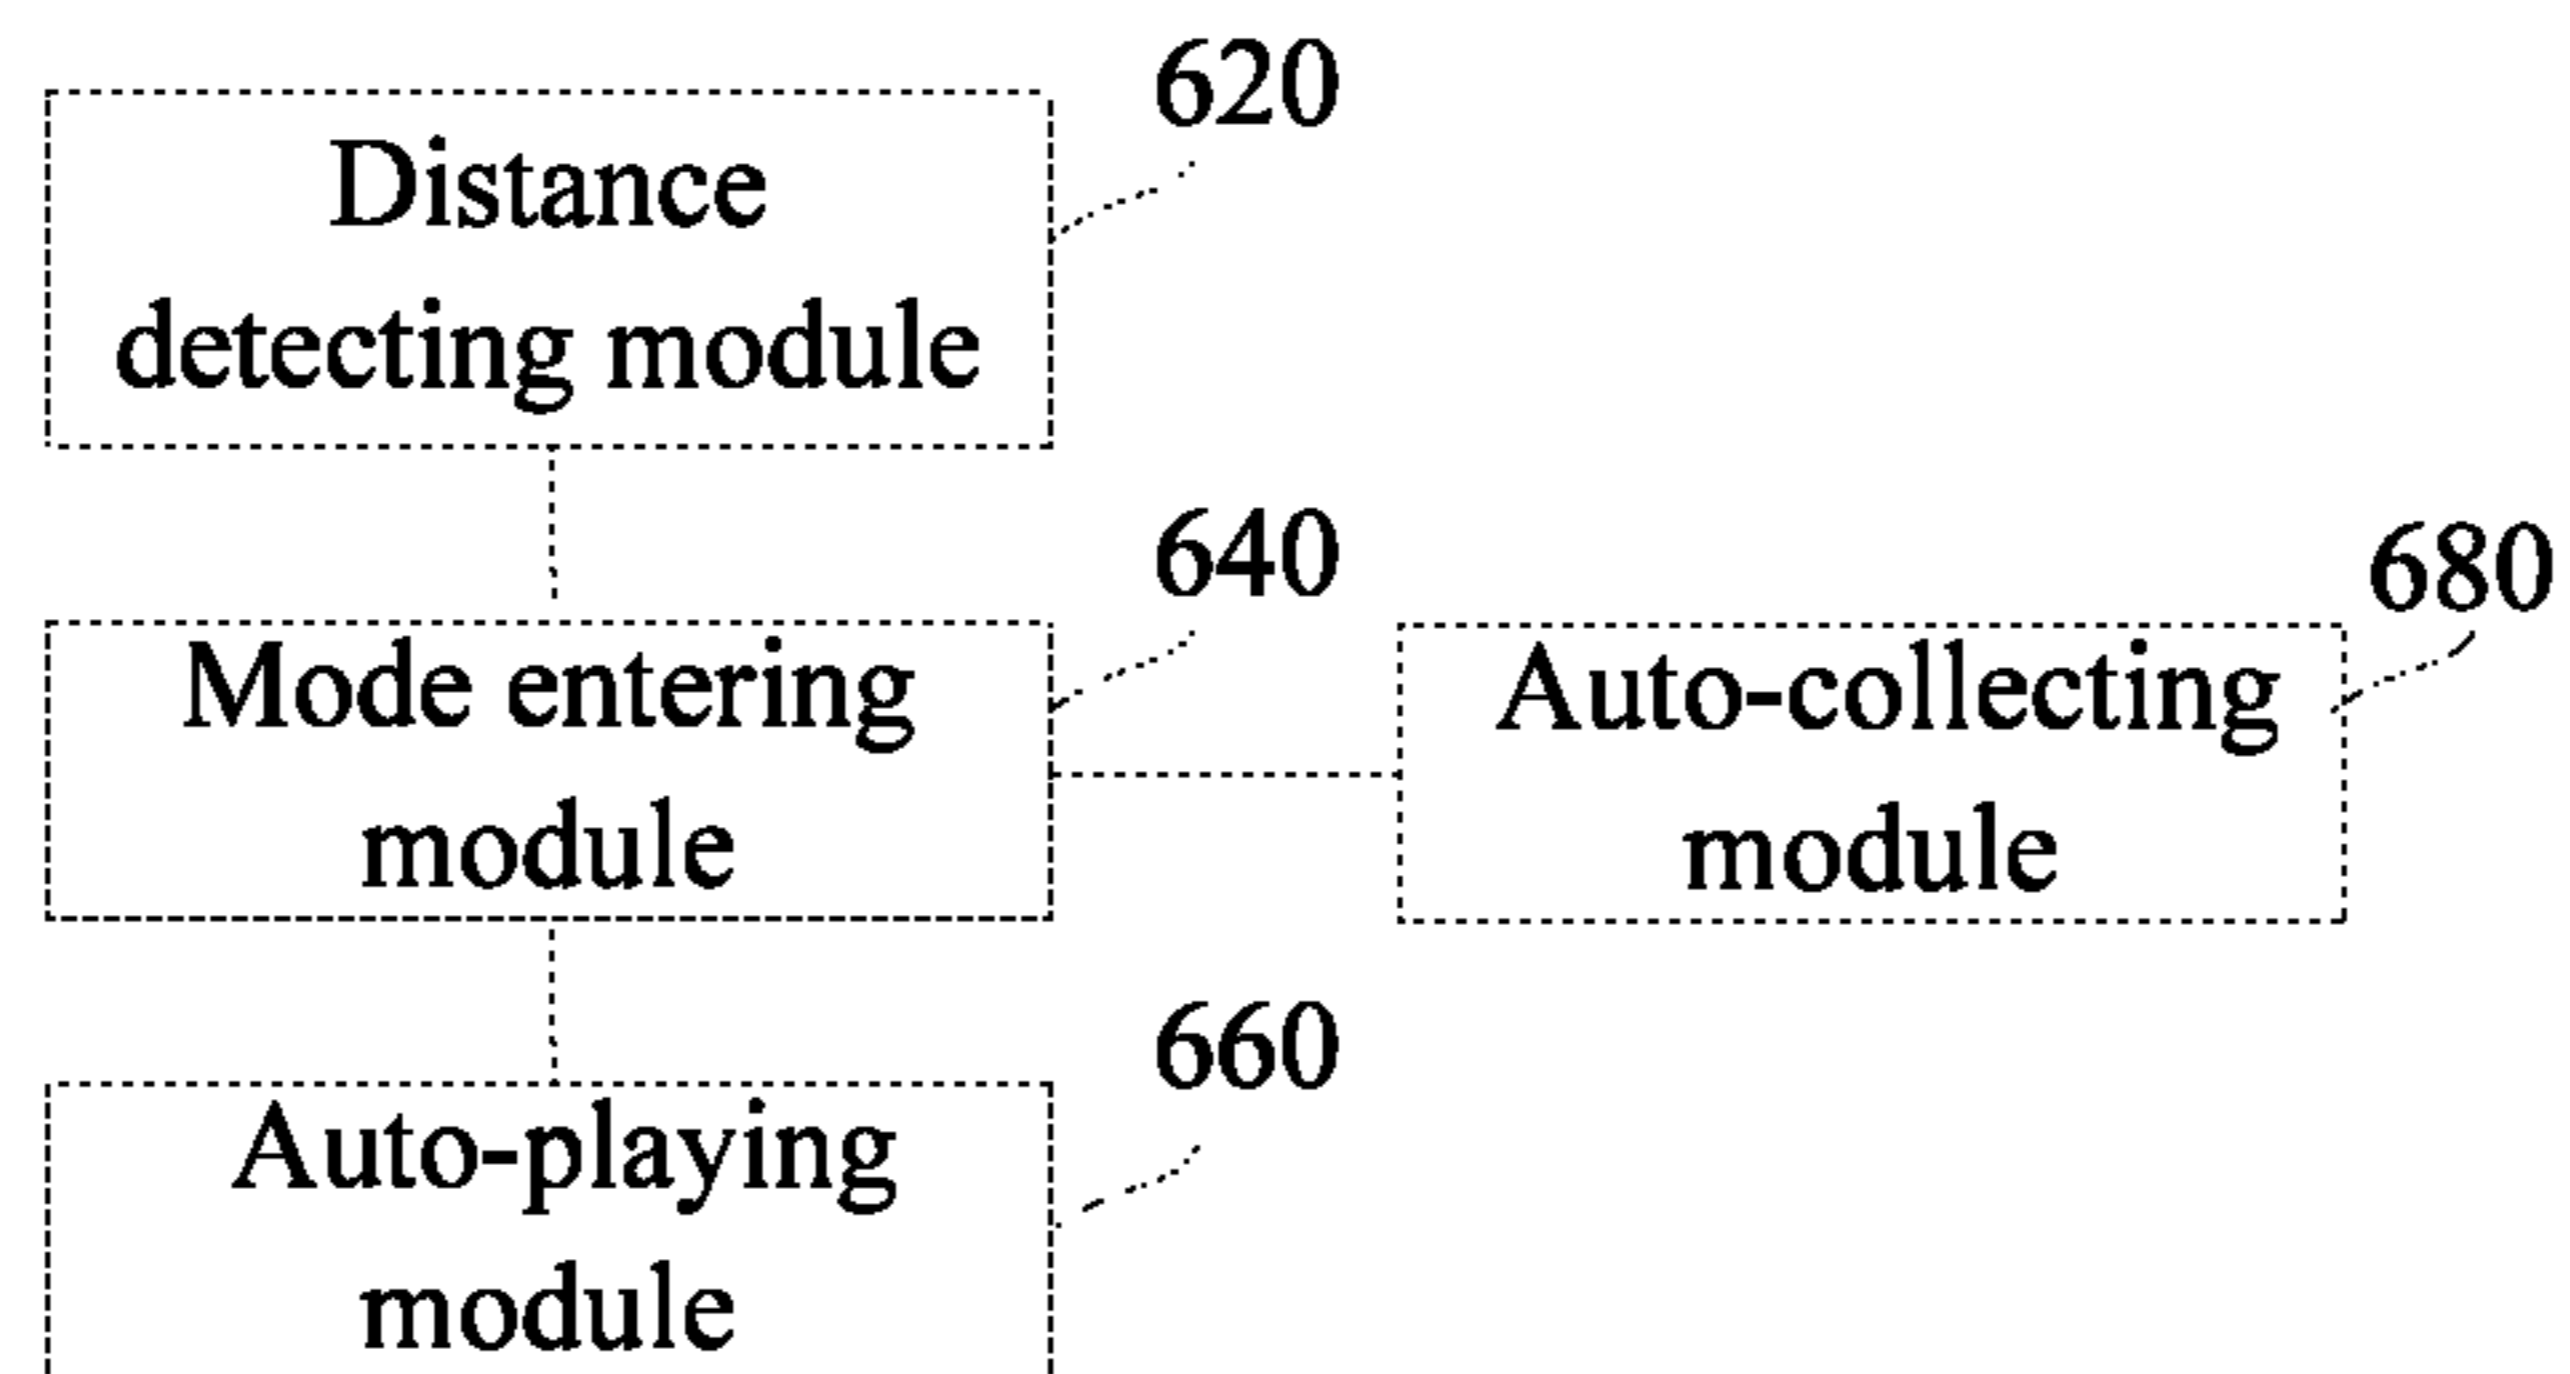 620
Distance
detecting module
640
Mode entering
module
680
Auto-collecting
module
660
Auto-playing
module